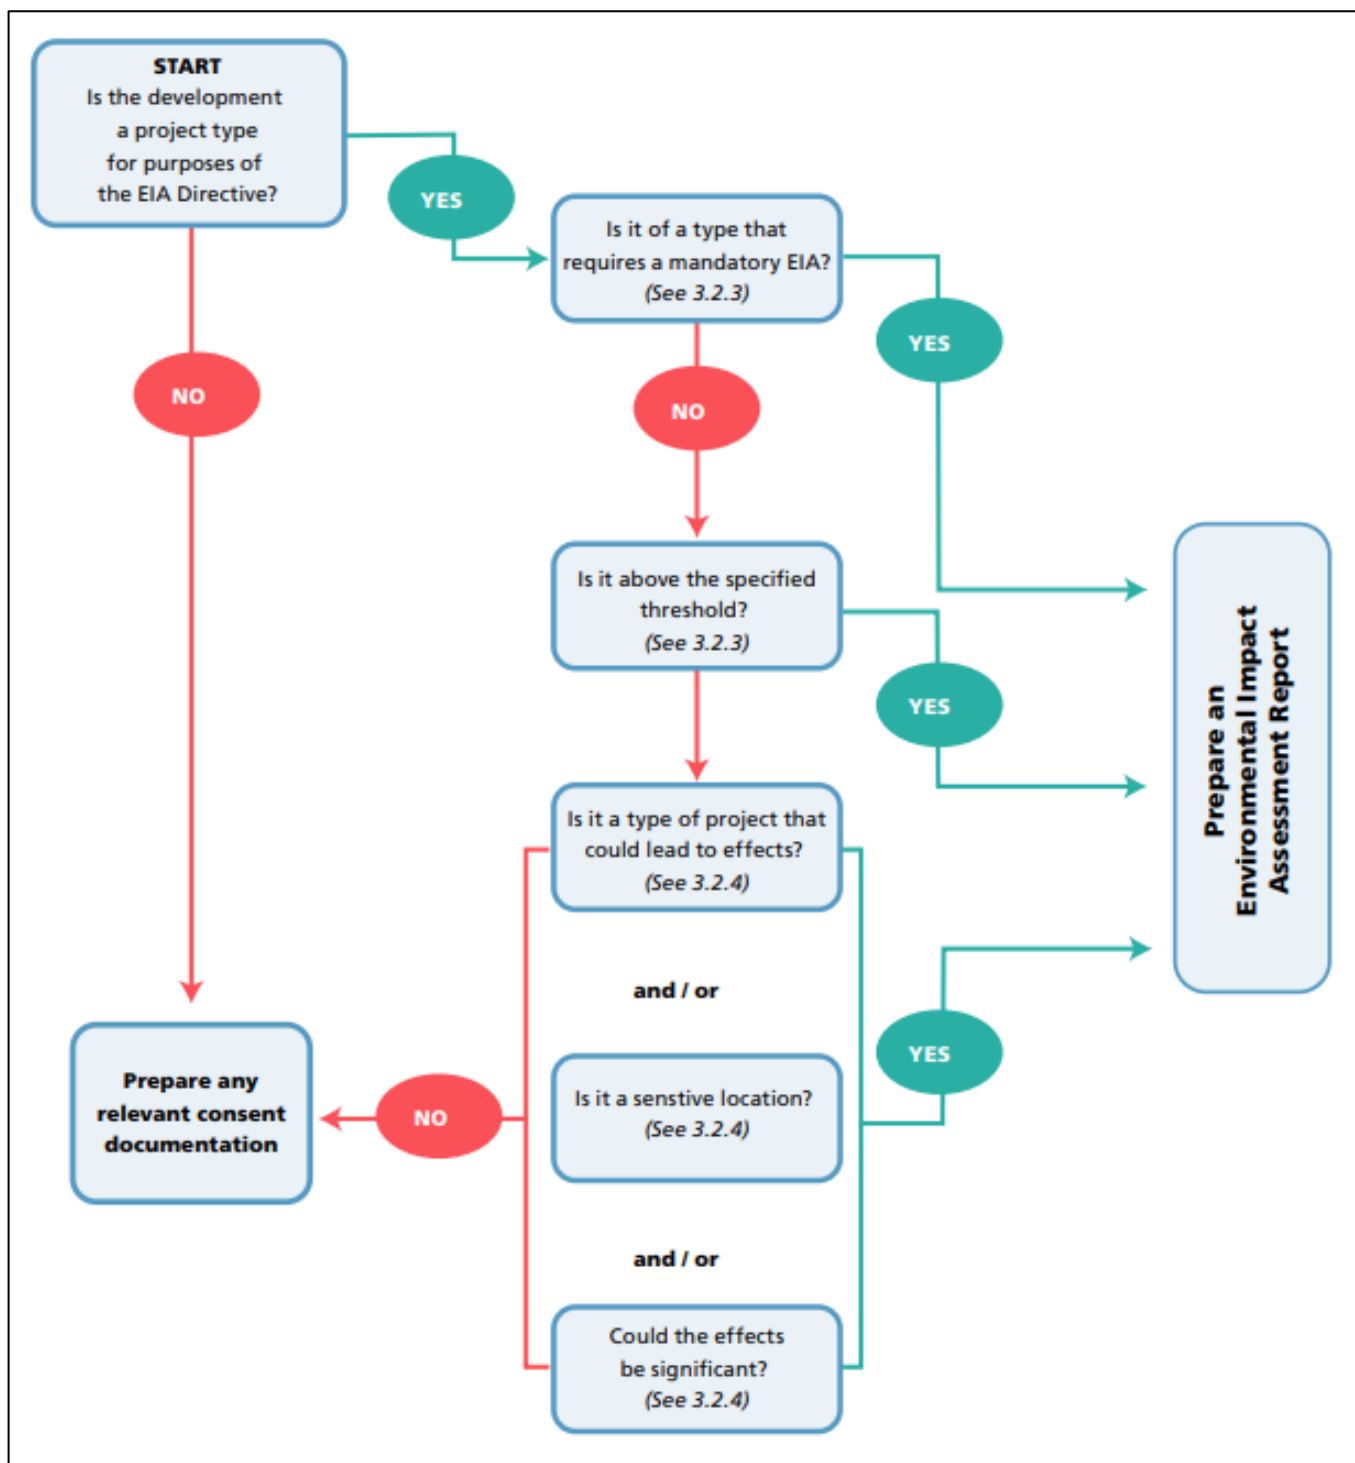 START
Is the development
a project type
for purposes of
the EIA Directive?
YES
Is it of a type that
requires a mandatory EIA?
(See 3.2.3)
YES
NO
NO
Is it above the specified
threshold?
(See 3.2.3)
YES
Prepare an
Environmental Impact
Assessment Report
Is it a type of project that
could lead to effects?
(See 3.2.4)
and / or
YES
Prepare any
relevant consent
documentation
NO
Is it a senstive location?
(See 3.2.4)
and / or
Could the effects
be significant?
(See 3.2.4)